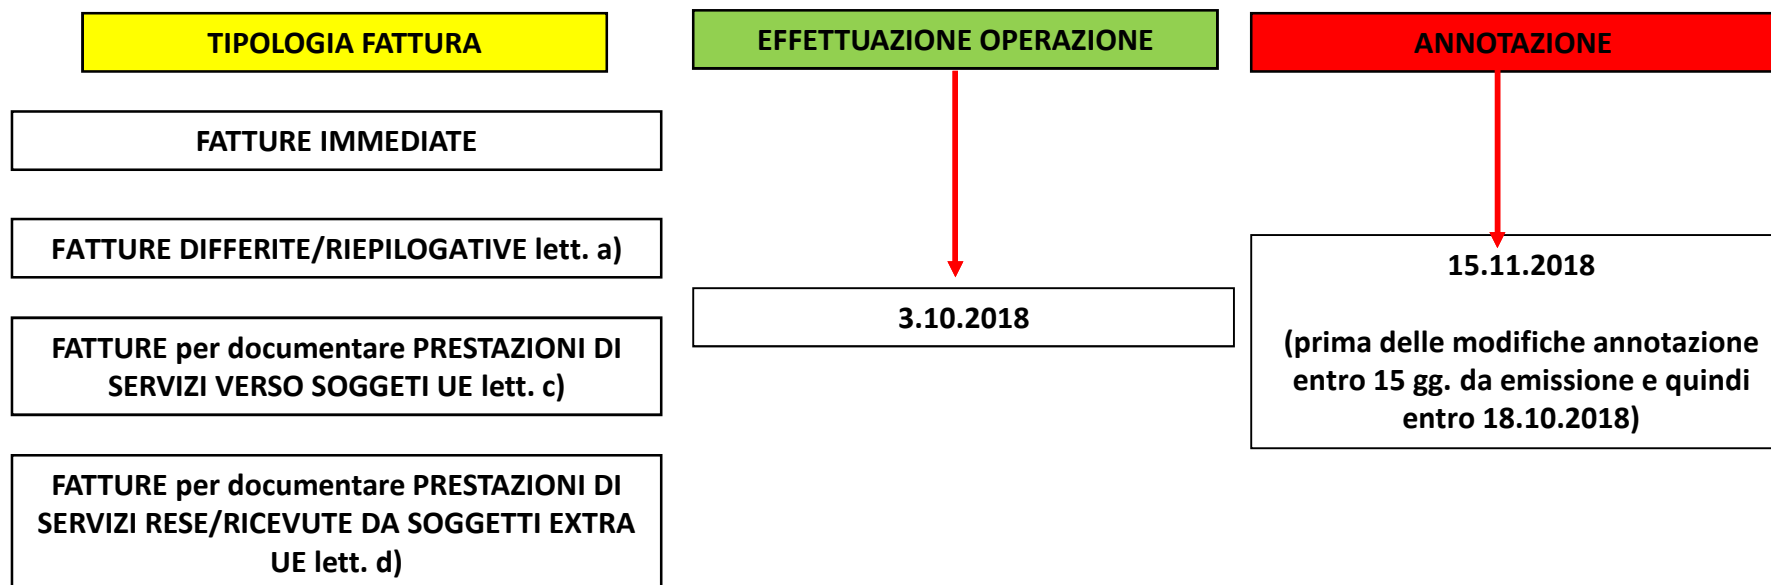 TIPOLOGIA FATTURA
EFFETTUAZIONE OPERAZIONE
ANNOTAZIONE
FATTURE IMMEDIATE
FATTURE DIFFERITE/RIEPILOGATIVE lett. a)
FATTURE per documentare PRESTAZIONI DI
SERVIZI VERSO SOGGETI UE lett. c)
FATTURE per documentare PRESTAZIONI DI
SERVIZI RESE/RICEVUTE DA SOGGETTI EXTRA
UE lett. d)
3.10.2018
15.11.2018
(prima delle modifiche annotazione
entro 15 gg. da emissione e quindi
entro 18.10.2018)